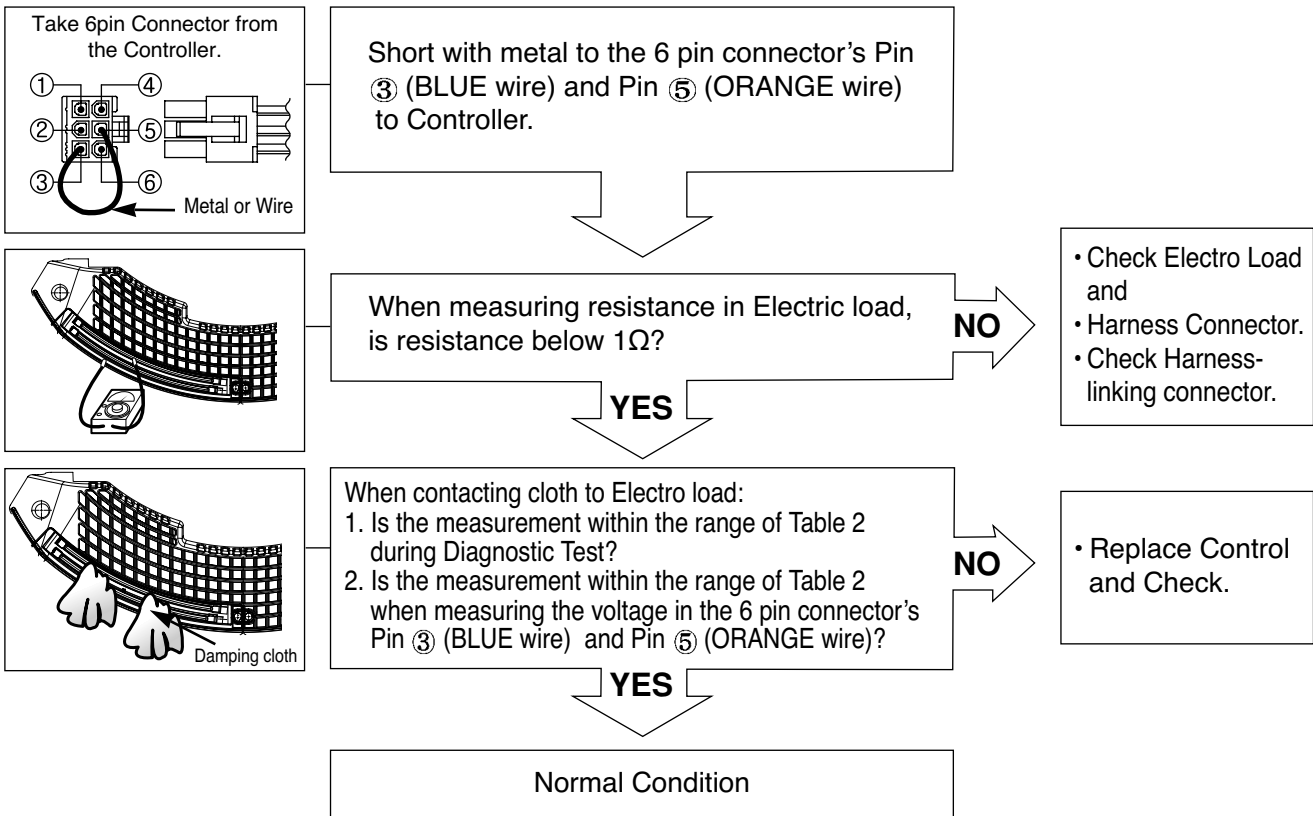 Take 6pin Connector from
the Controller.
①
④
②
⑤
③
⑥
Metal or Wire
Short with metal to the 6 pin connector’s Pin
③ (BLUE wire) and Pin ⑤ (ORANGE wire)
to Controller.
When measuring resistance in Electric load,
is resistance below 1Ω?
NO
• Check Electro Load
and
• Harness Connector.
• Check Harness-
linking connector.
YES
Damping cloth
When contacting cloth to Electro load:
1. Is the measurement within the range of Table 2
during Diagnostic Test?
2. Is the measurement within the range of Table 2
when measuring the voltage in the 6 pin connector’s
Pin ③ (BLUE wire) and Pin ⑤ (ORANGE wire)?
NO
• Replace Control
and Check.
YES
Normal Condition